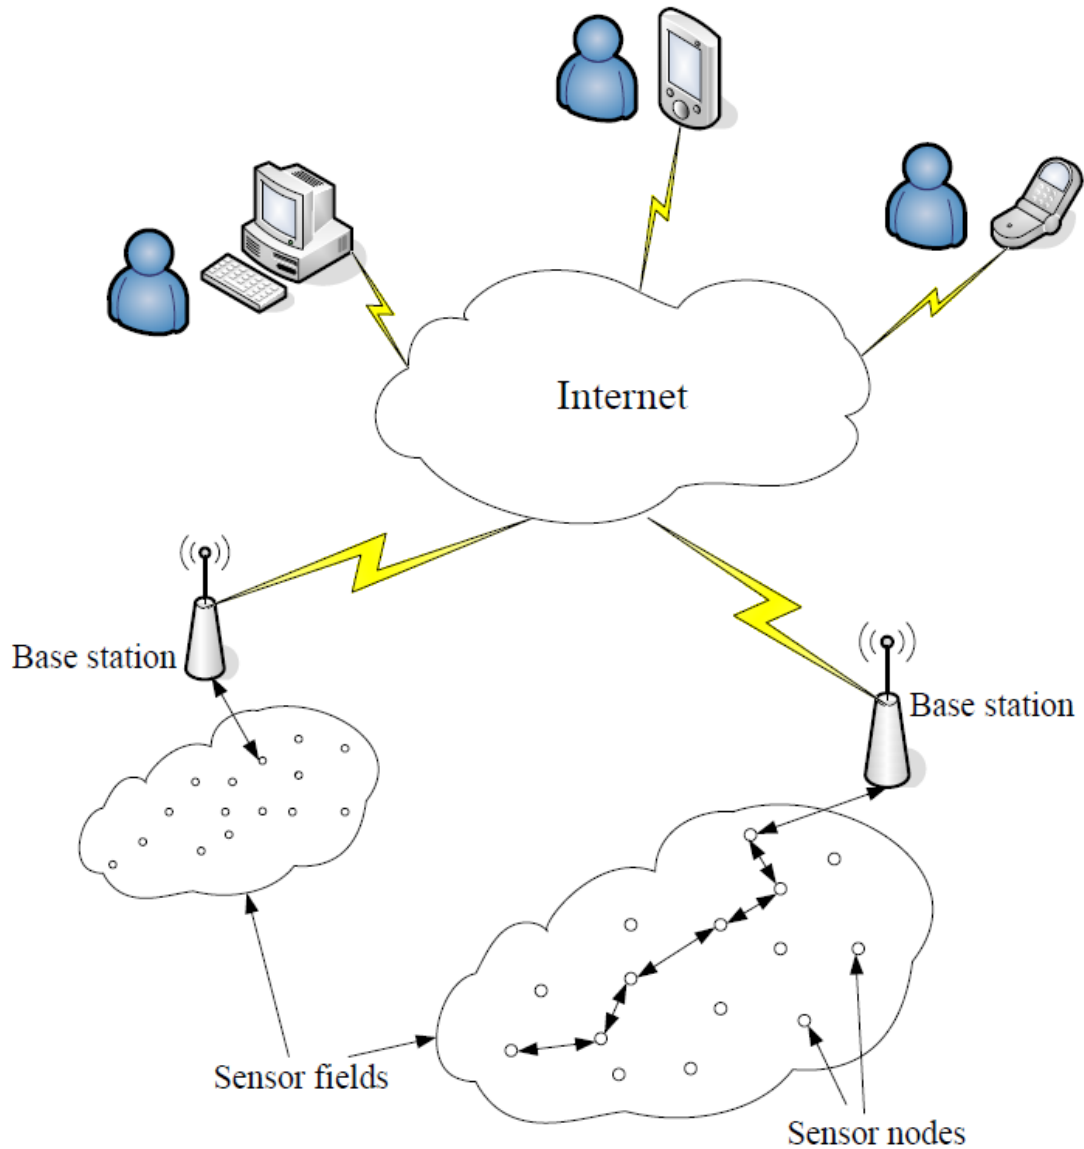 Internet
Base station
Base station
Sensor fields
Sensor nodes